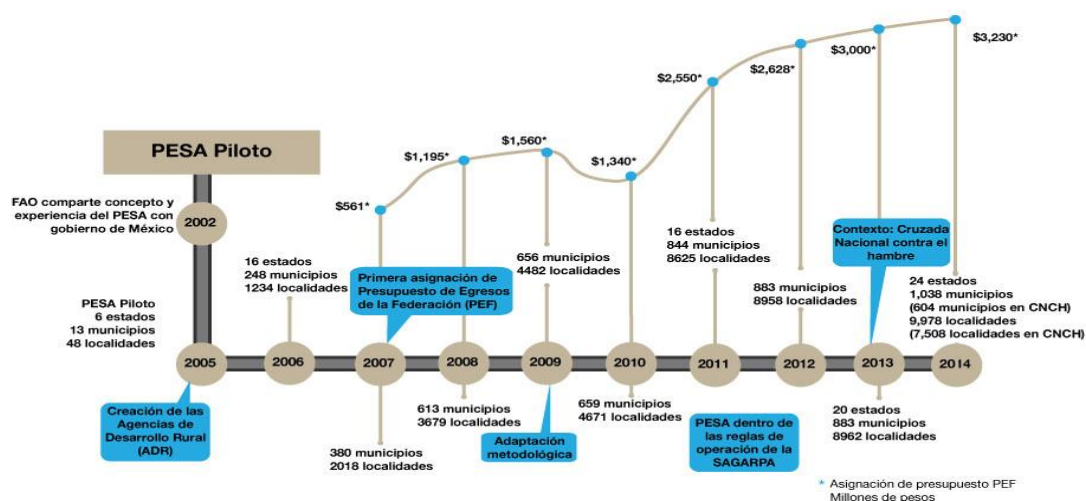 PESA Piloto
FAO comparte concepto y
experiencia del PESA con
gobierno de México
2002
PESA Piloto
6 estados
13 municipios
48 localidades
2005
Creación de las
Agencias de
Desarrollo Rural
(ADR)
16 estados
248 municipios
1234 localidades
2006
$561*
Primera asignación de
Presupuesto de Egresos
de la Federación (PEF)
2007
380 municipios
2018 localidades
$1,195*
2008
613 municipios
3679 localidades
$1,560*
656 municipios
4482 localidades
2009
Adaptación
metodológica
$1,340*
2010
659 municipios
4671 localidades
$2,550*
16 estados
844 municipios
8625 localidades
2011
PESA dentro de
las reglas de
operación de la
SAGARPA
$2,628*
883 municipios
8958 localidades
2012
$3,000*
Contexto: Cruzada
Nacional contra el
hambre
2013
20 estados
883 municipios
8962 localidades
$3,230*
24 estados
1,038 municipios
(604 municipios en CNCH)
9,978 localidades
(7,508 localidades en CNCH)
2014
* Asignación de presupuesto PEF
Millones de pesos